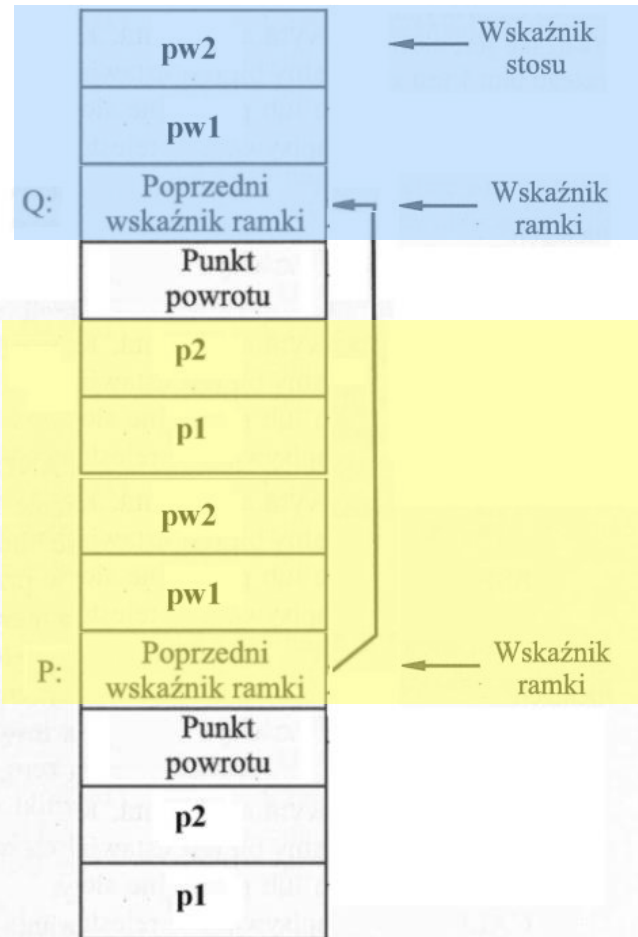 pw2
Wskaźnik
stosu
pw1
Q:
Poprzedni
wskaźnik ramki
Wskaźnik
ramki
Punkt
powrotu
p2
p1
pw2
pw1
P:
Poprzedni
wskaźnik ramki
Wskaźnik
ramki
Punkt
powrotu
p2
p1